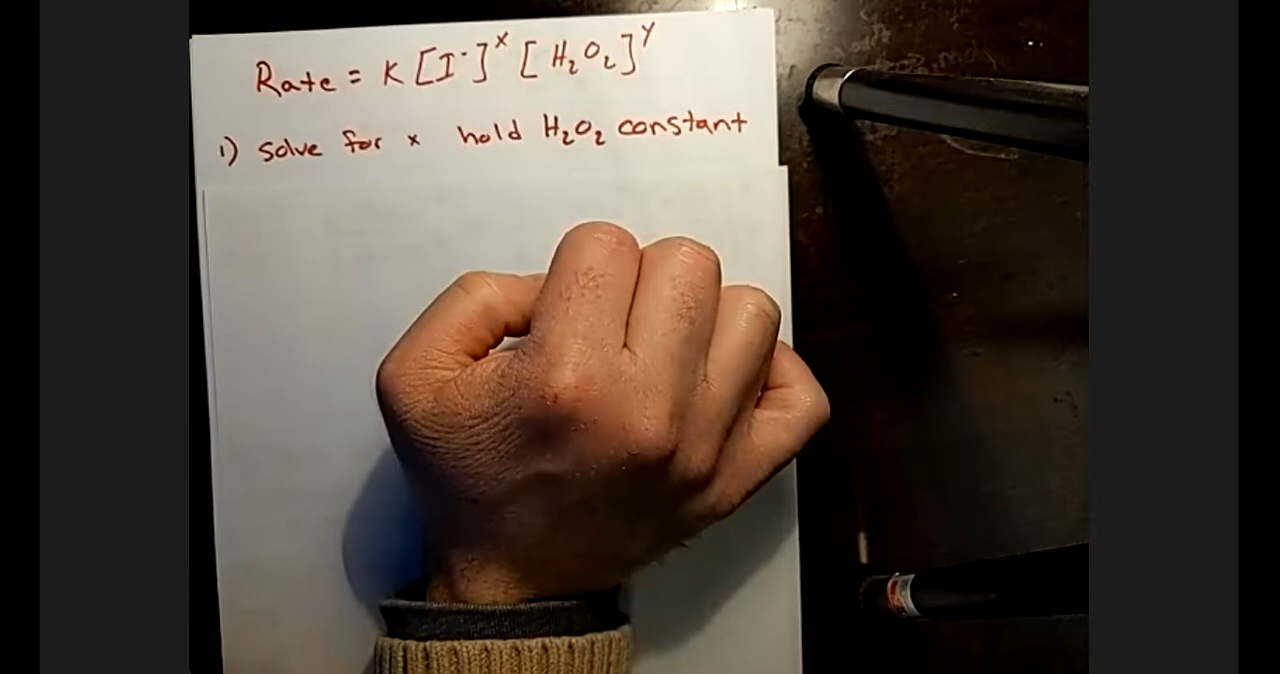 Rate = K [I⁻]ˣ [H₂O₂]ʸ
1) solve for x hold H₂O₂ constant